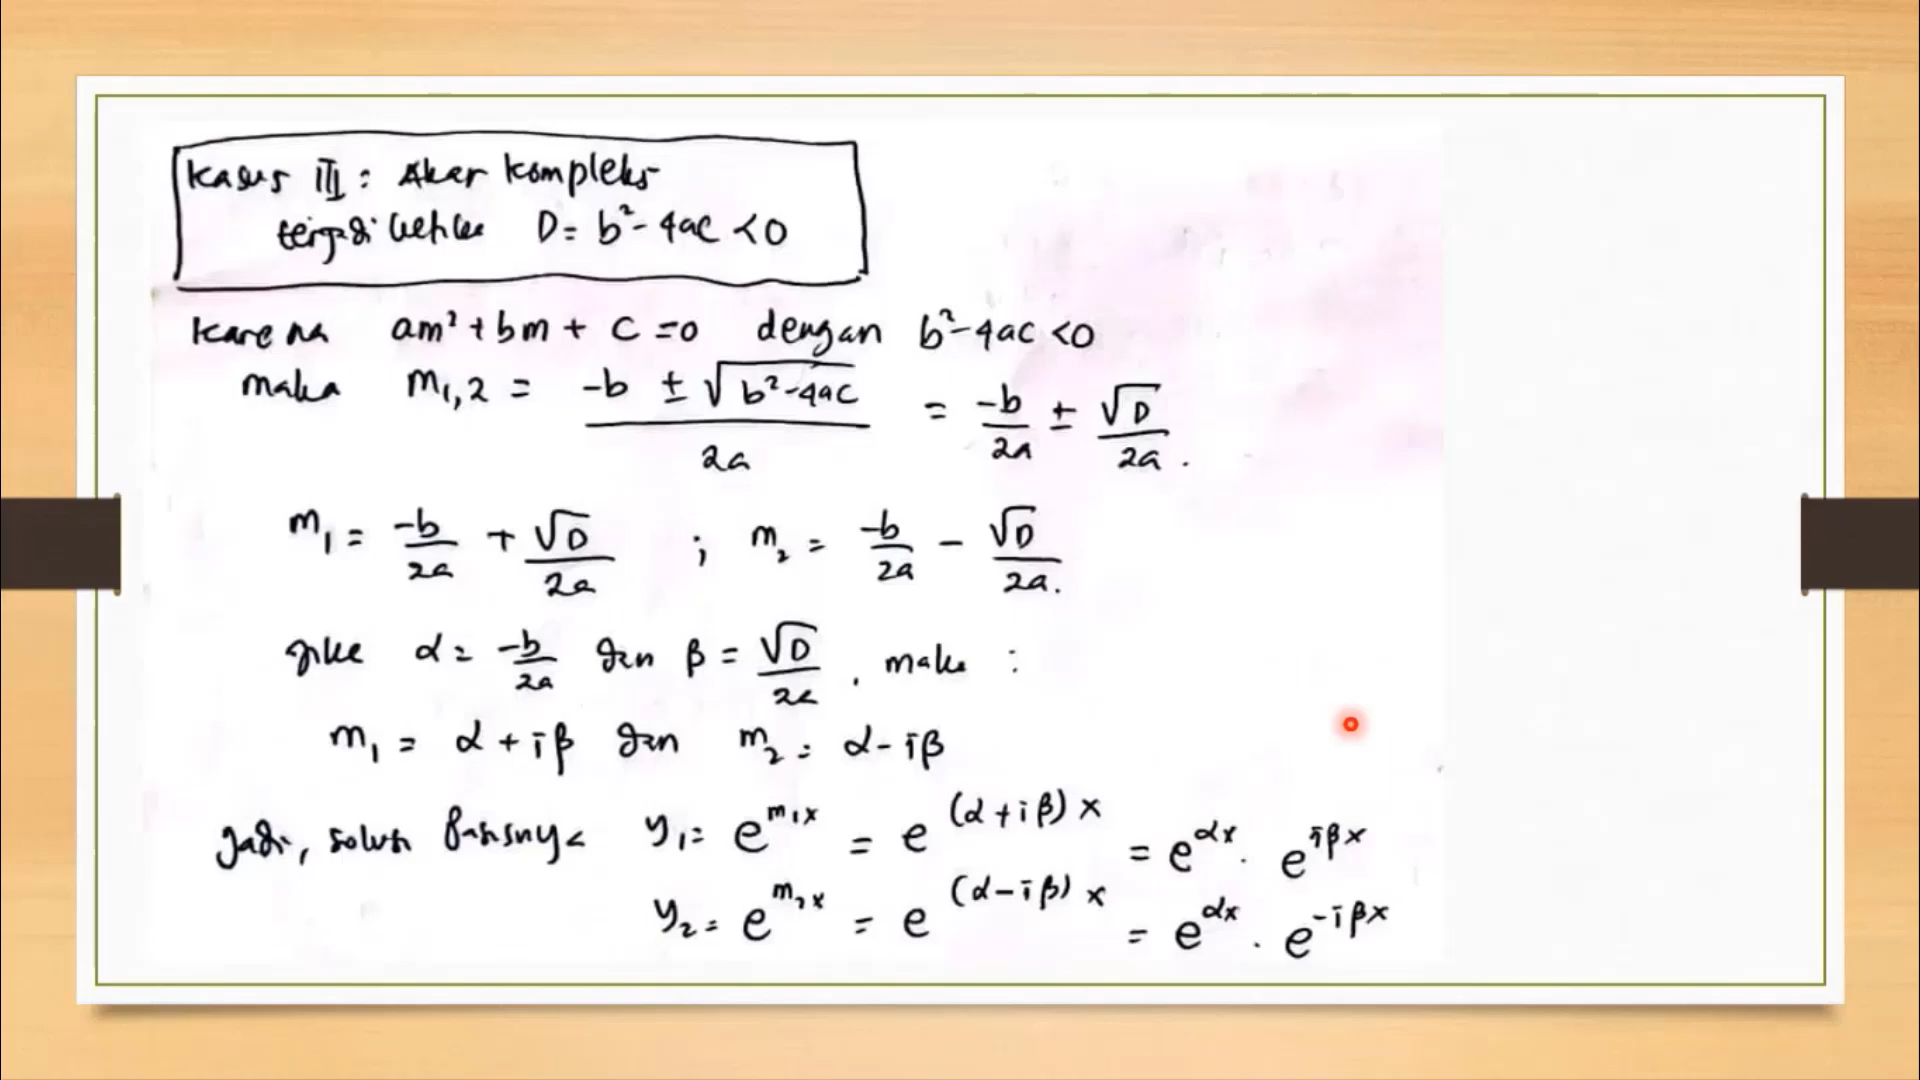 Kasus III : Akar kompleks
terjadi ketika D = b² - 4ac < 0
Karena am² + bm + c = 0 dengan b² - 4ac < 0
maka m₁,₂ = (-b ± √(b² - 4ac)) / 2a = -b/2a ± √D/2a .
m₁ = -b/2a + √D/2a ; m₂ = -b/2a - √D/2a.
jika α = -b/2a dan β = √D/2a , maka :
m₁ = α + iβ dan m₂ = α - iβ
Jadi, solusi basisnya y₁ = e^(m₁x) = e^((α + iβ)x) = e^(αx) . e^(iβx)
y₂ = e^(m₂x) = e^((α - iβ)x) = e^(αx) . e^(-iβx)